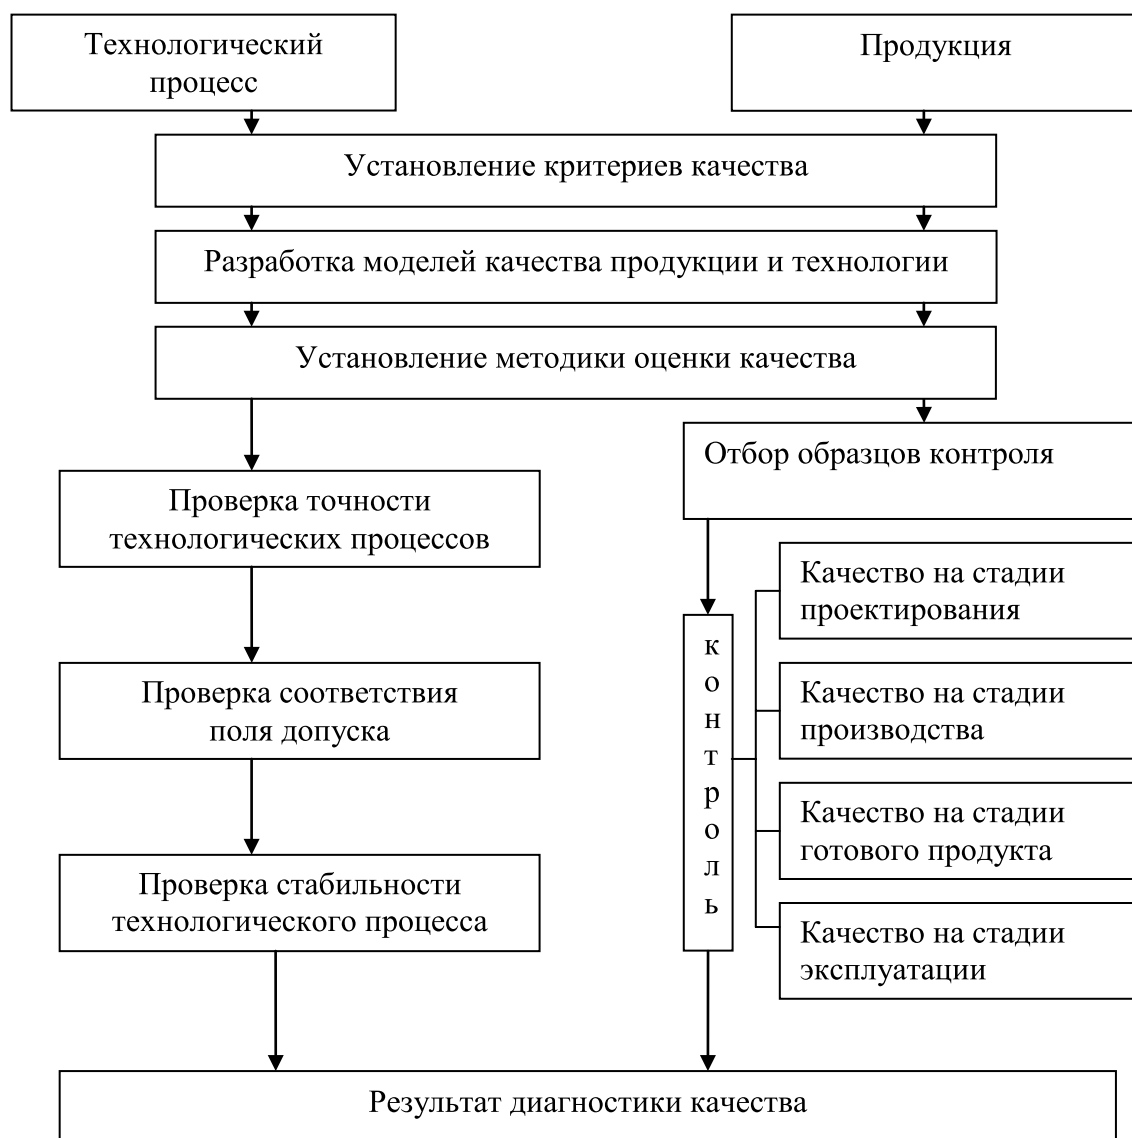 Технологический
процесс
Продукция
Установление критериев качества
Разработка моделей качества продукции и технологии
Установление методики оценки качества
Отбор образцов контроля
Проверка точности
технологических процессов
Качество на стадии
проектирования
Проверка соответствия
поля допуска
контроль
Качество на стадии
производства
Качество на стадии
готового продукта
Проверка стабильности
технологического процесса
Качество на стадии
эксплуатации
Результат диагностики качества